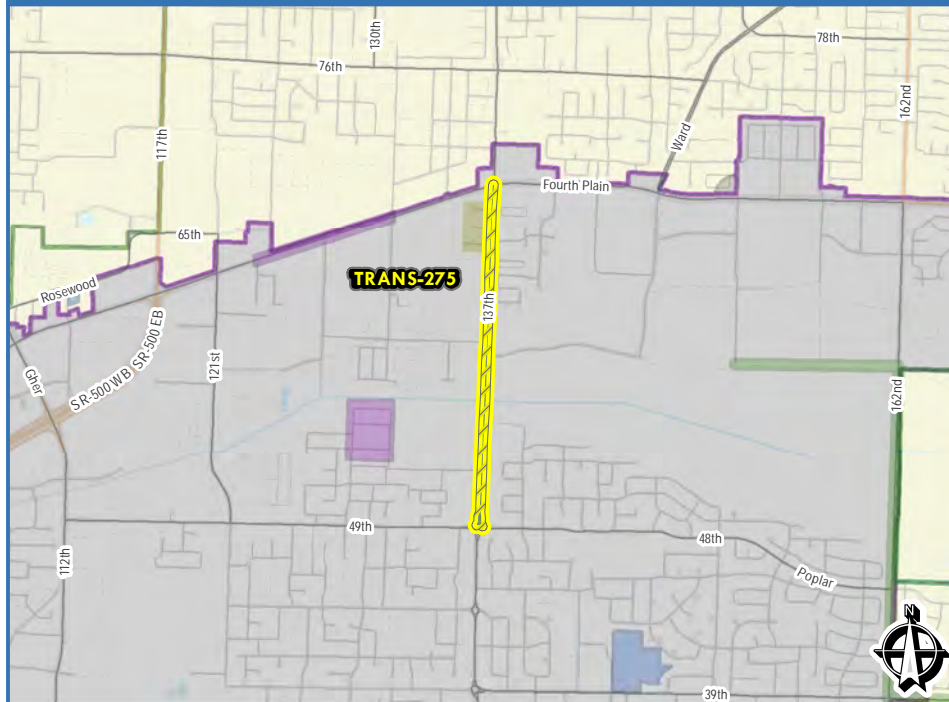 130th
78th
76th
162nd
117th
Ward
Fourth Plain
65th
TRANS-275
Rosewood
137th
SR-500 WB SR-500 EB
121st
Gher
162nd
49th
48th
112th
Poplar
N
39th